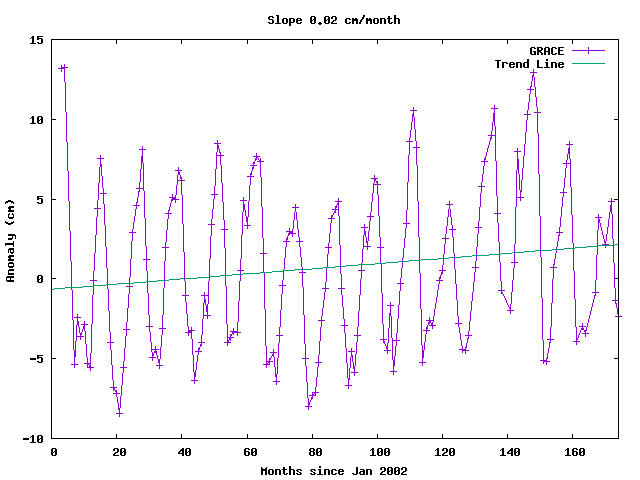 Slope 0.02 cm/month
GRACE
Trend Line
15
10
5
0
-5
-10
Anomaly (cm)
0 20 40 60 80 100 120 140 160
Months since Jan 2002